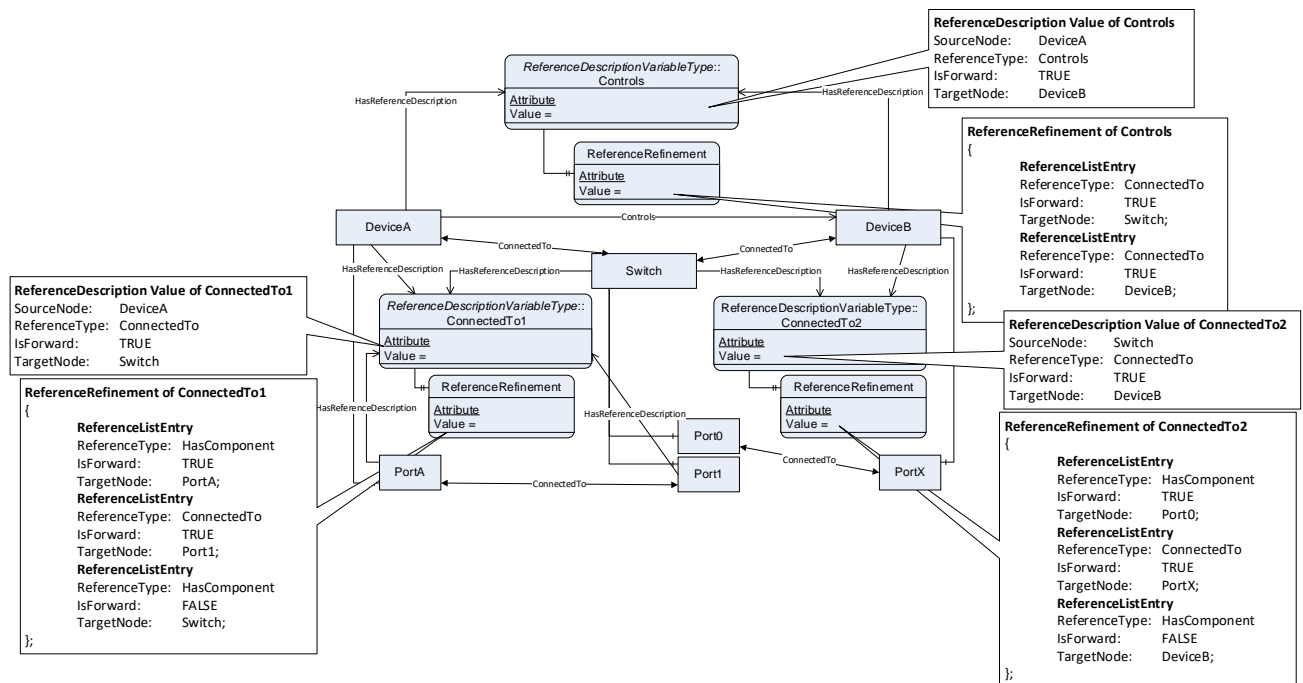 ReferenceDescription Value of Controls
SourceNode: DeviceA
ReferenceType: Controls
IsForward: TRUE
TargetNode: DeviceB
ReferenceDescriptionVariableType::
Controls
Attribute
Value =
HasReferenceDescription
HasReferenceDescription
ReferenceRefinement of Controls
{
ReferenceListEntry
ReferenceType: ConnectedTo
IsForward: TRUE
TargetNode: Switch;
ReferenceListEntry
ReferenceType: ConnectedTo
IsForward: TRUE
TargetNode: DeviceB;
};
ReferenceRefinement
Attribute
Value =
DeviceA
Controls
DeviceB
ConnectedTo
ConnectedTo
Switch
HasReferenceDescription
HasReferenceDescription
HasReferenceDescription
HasReferenceDescription
ReferenceDescription Value of ConnectedTo1
SourceNode: DeviceA
ReferenceType: ConnectedTo
IsForward: TRUE
TargetNode: Switch
ReferenceDescriptionVariableType::
ConnectedTo1
Attribute
Value =
ReferenceDescriptionVariableType::
ConnectedTo2
Attribute
Value =
ReferenceDescription Value of ConnectedTo2
SourceNode: Switch
ReferenceType: ConnectedTo
IsForward: TRUE
TargetNode: DeviceB
ReferenceRefinement of ConnectedTo1
{
ReferenceListEntry
ReferenceType: HasComponent
IsForward: TRUE
TargetNode: PortA;
ReferenceListEntry
ReferenceType: ConnectedTo
IsForward: TRUE
TargetNode: Port1;
ReferenceListEntry
ReferenceType: HasComponent
IsForward: FALSE
TargetNode: Switch;
};
HasReferenceDescription
ReferenceRefinement
Attribute
Value =
HasReferenceDescription
ReferenceRefinement
Attribute
Value =
Port0
ConnectedTo
PortA
ConnectedTo
Port1
PortX
ReferenceRefinement of ConnectedTo2
{
ReferenceListEntry
ReferenceType: HasComponent
IsForward: TRUE
TargetNode: Port0;
ReferenceListEntry
ReferenceType: ConnectedTo
IsForward: TRUE
TargetNode: PortX;
ReferenceListEntry
ReferenceType: HasComponent
IsForward: FALSE
TargetNode: DeviceB;
};